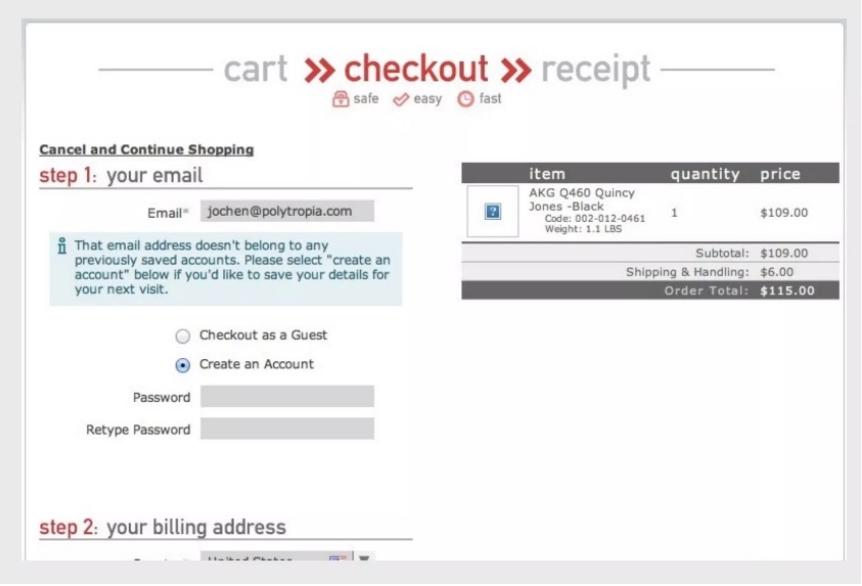 cart » checkout » receipt
safe easy fast
Cancel and Continue Shopping
step 1: your email
Email* jochen@polytropia.com
That email address doesn't belong to any
previously saved accounts. Please select "create an
account" below if you'd like to save your details for
your next visit.
Checkout as a Guest
Create an Account
Password
Retype Password
step 2: your billing address
United States
item quantity price
AKG Q460 Quincy
Jones -Black
Code: 002-012-0461
Weight: 1.1 LBS
1 $109.00
Subtotal: $109.00
Shipping & Handling: $6.00
Order Total: $115.00